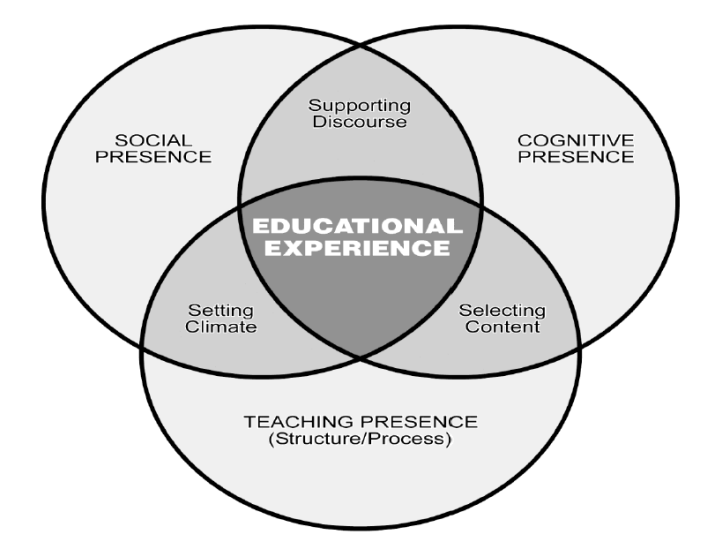 Supporting
Discourse
SOCIAL
PRESENCE
COGNITIVE
PRESENCE
EDUCATIONAL
EXPERIENCE
Setting
Climate
Selecting
Content
TEACHING PRESENCE
(Structure/Process)